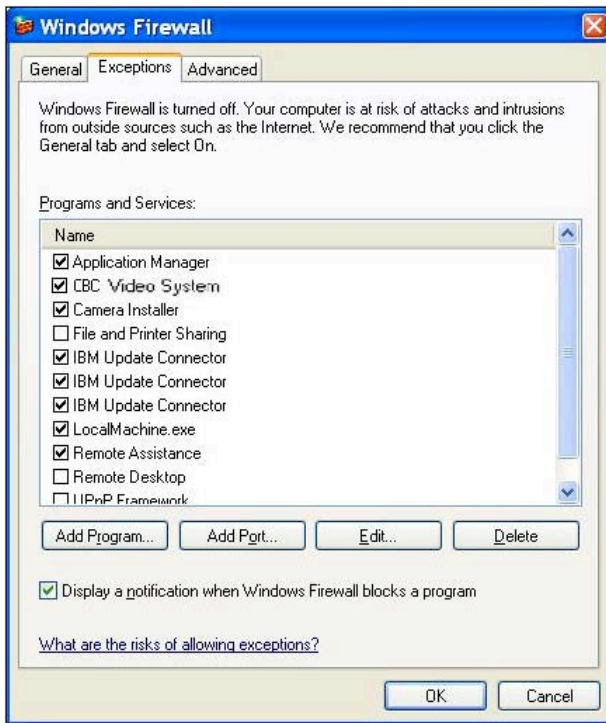 Windows Firewall
General Exceptions Advanced
Windows Firewall is turned off. Your computer is at risk of attacks and intrusions
from outside sources such as the Internet. We recommend that you click the
General tab and select On.
Programs and Services:
Name
Application Manager
CBC Video System
Camera Installer
File and Printer Sharing
IBM Update Connector
IBM Update Connector
IBM Update Connector
LocalMachine.exe
Remote Assistance
Remote Desktop
UPnP Framework
Add Program... Add Port... Edit... Delete
Display a notification when Windows Firewall blocks a program
What are the risks of allowing exceptions?
OK Cancel